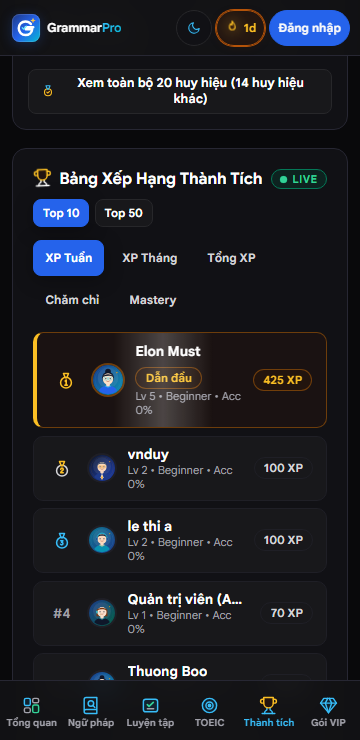 GrammarPro
1d
Đăng nhập
Xem toàn bộ 20 huy hiệu (14 huy hiệu
khác)
Bảng Xếp Hạng Thành Tích
LIVE
Top 10
Top 50
XP Tuần
XP Tháng
Tổng XP
Chăm chỉ
Mastery
1
Elon Must
Dẫn đầu
Lv 5 • Beginner • Acc
0%
425 XP
2
vnduy
Lv 2 • Beginner • Acc
0%
100 XP
3
le thi a
Lv 2 • Beginner • Acc
0%
100 XP
#4
Quản trị viên (A...
Lv 1 • Beginner • Acc
0%
70 XP
Thuong Boo
Tổng quan
Ngữ pháp
Luyện tập
TOEIC
Thành tích
Gói VIP